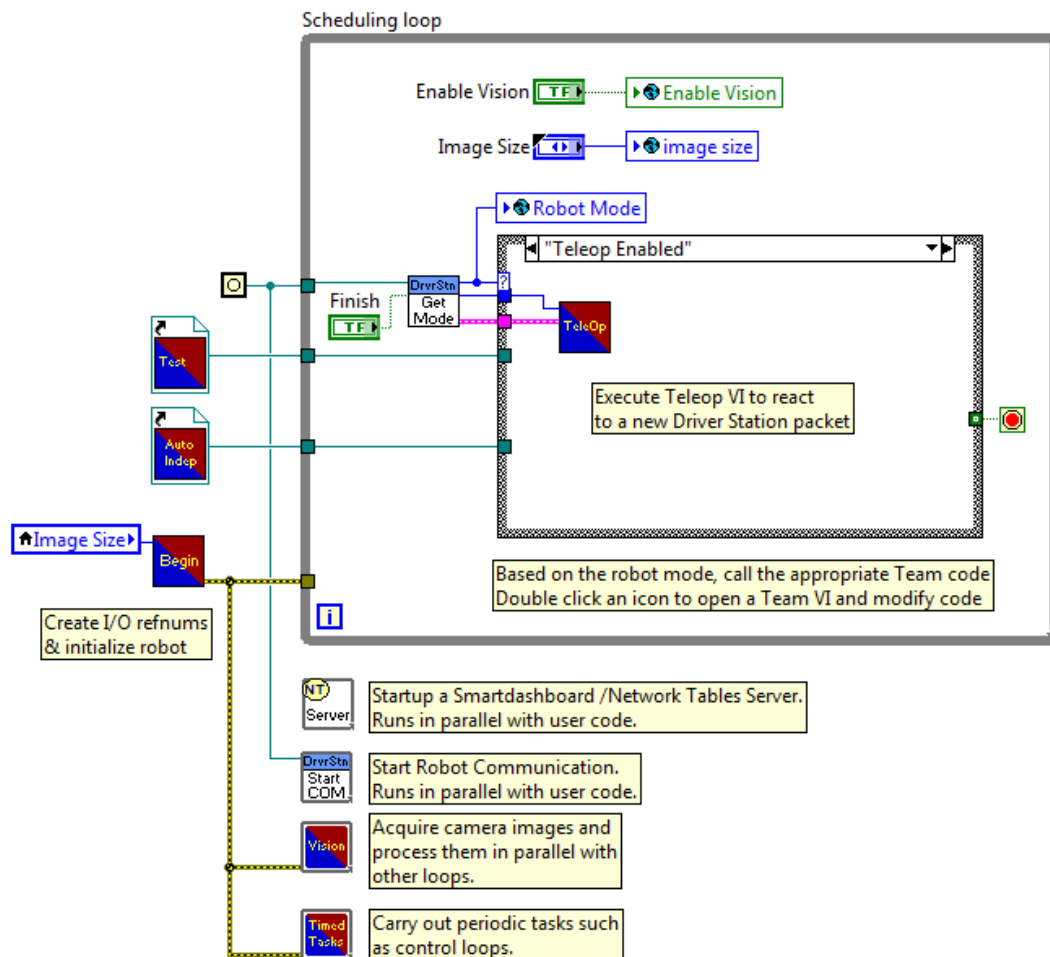 Scheduling loop
Enable Vision
TF
Enable Vision
Image Size
image size
Robot Mode
"Teleop Enabled"
?
Finish
TF
DrvrStn
Get
Mode
TeleOp
Test
Execute Teleop VI to react
to a new Driver Station packet
Auto
Indep
Image Size
Begin
Based on the robot mode, call the appropriate Team code
Double click an icon to open a Team VI and modify code
i
Create I/O refnums
& initialize robot
NT
Server
Startup a Smartdashboard /Network Tables Server.
Runs in parallel with user code.
DrvrStn
Start
COM
Start Robot Communication.
Runs in parallel with user code.
Vision
Acquire camera images and
process them in parallel with
other loops.
Timed
Tasks
Carry out periodic tasks such
as control loops.